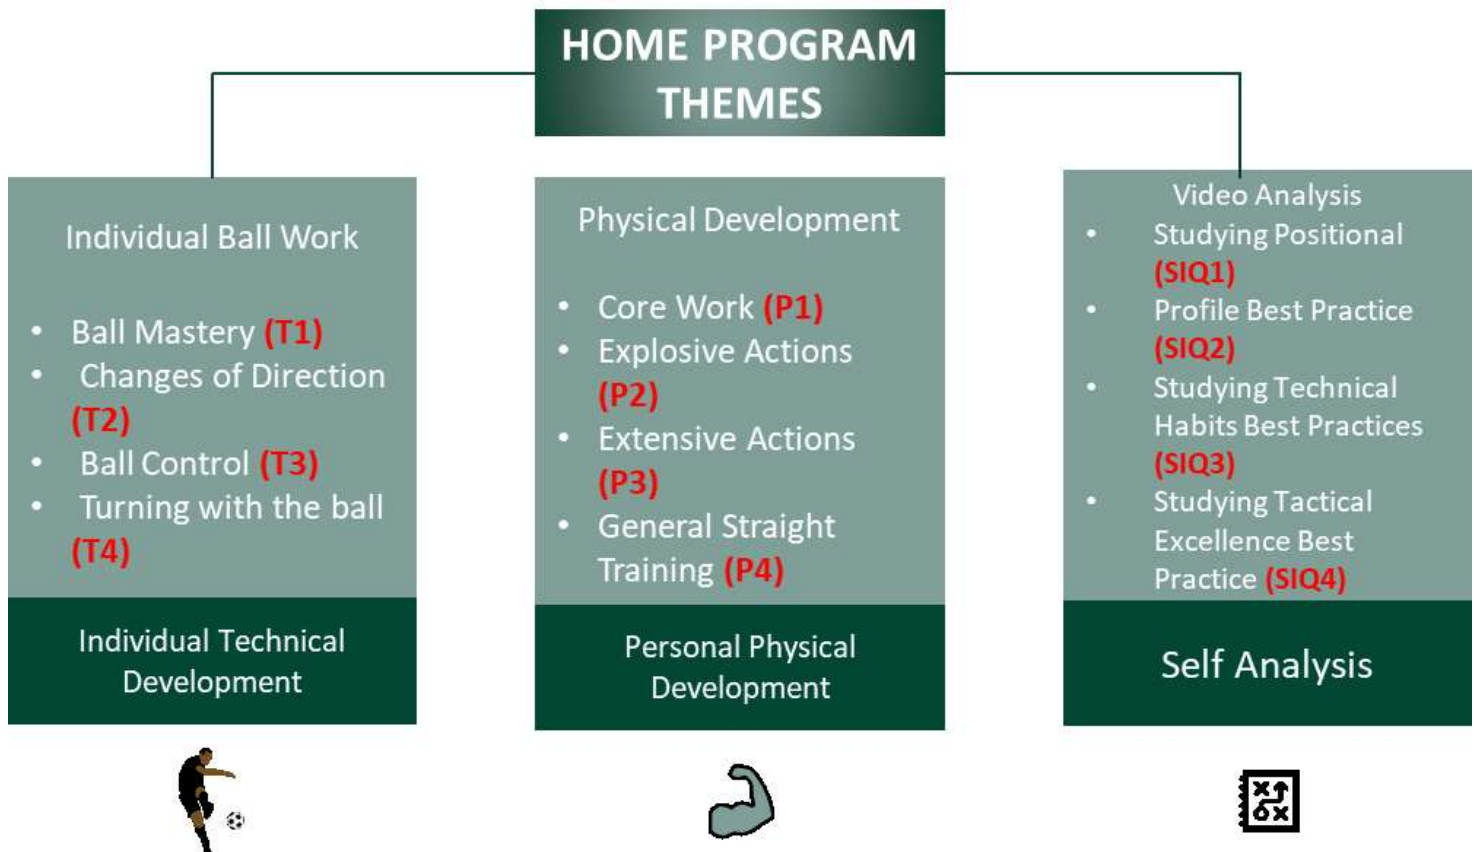 HOME PROGRAM
THEMES
Individual Ball Work
• Ball Mastery (T1)
• Changes of Direction
(T2)
• Ball Control (T3)
• Turning with the ball
(T4)
Individual Technical
Development
Physical Development
• Core Work (P1)
• Explosive Actions
(P2)
• Extensive Actions
(P3)
• General Straight
Training (P4)
Personal Physical
Development
Video Analysis
• Studying Positional
(SIQ1)
• Profile Best Practice
(SIQ2)
• Studying Technical
Habits Best Practices
(SIQ3)
• Studying Tactical
Excellence Best
Practice (SIQ4)
Self Analysis